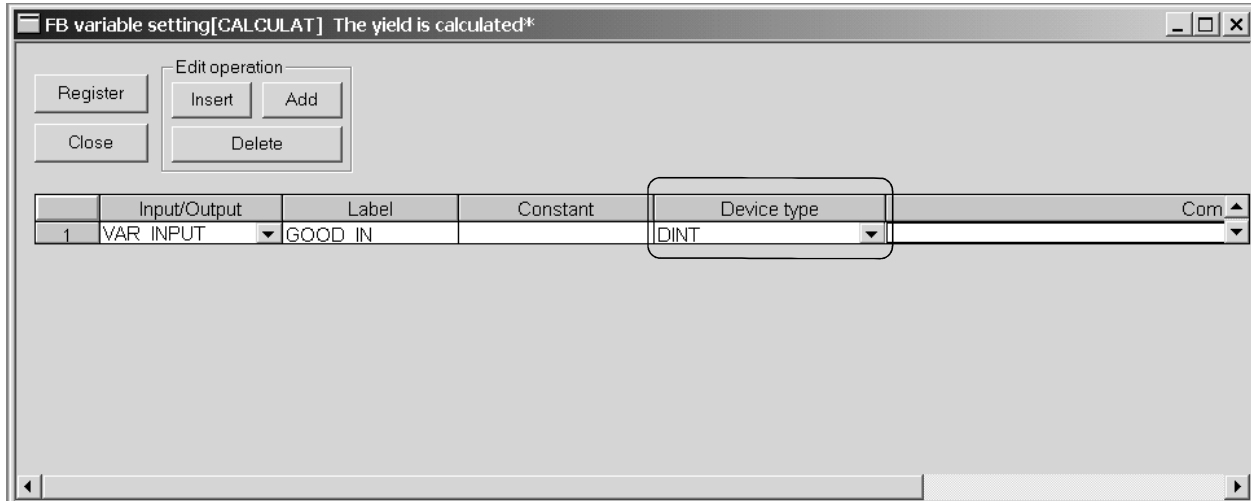 FB variable setting[CALCULAT] The yield is calculated*
Edit operation
Register
Insert Add
Close
Delete
Input/Output Label Constant Device type Com
1 VAR_INPUT GOOD_IN DINT